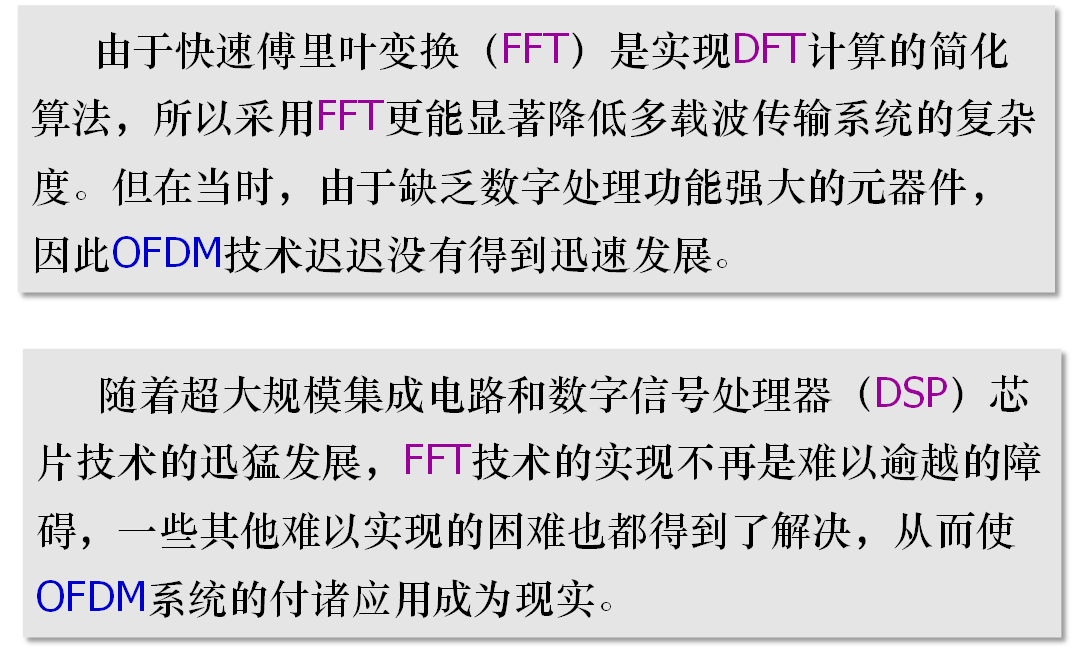 由于快速傅里叶变换（FFT）是实现DFT计算的简化
算法，所以采用FFT更能显著降低多载波传输系统的复杂
度。但在当时，由于缺乏数字处理功能强大的元器件，
因此OFDM技术迟迟没有得到迅速发展。
随着超大规模集成电路和数字信号处理器（DSP）芯
片技术的迅猛发展，FFT技术的实现不再是难以逾越的障
碍，一些其他难以实现的困难也都得到了解决，从而使
OFDM系统的付诸应用成为现实。